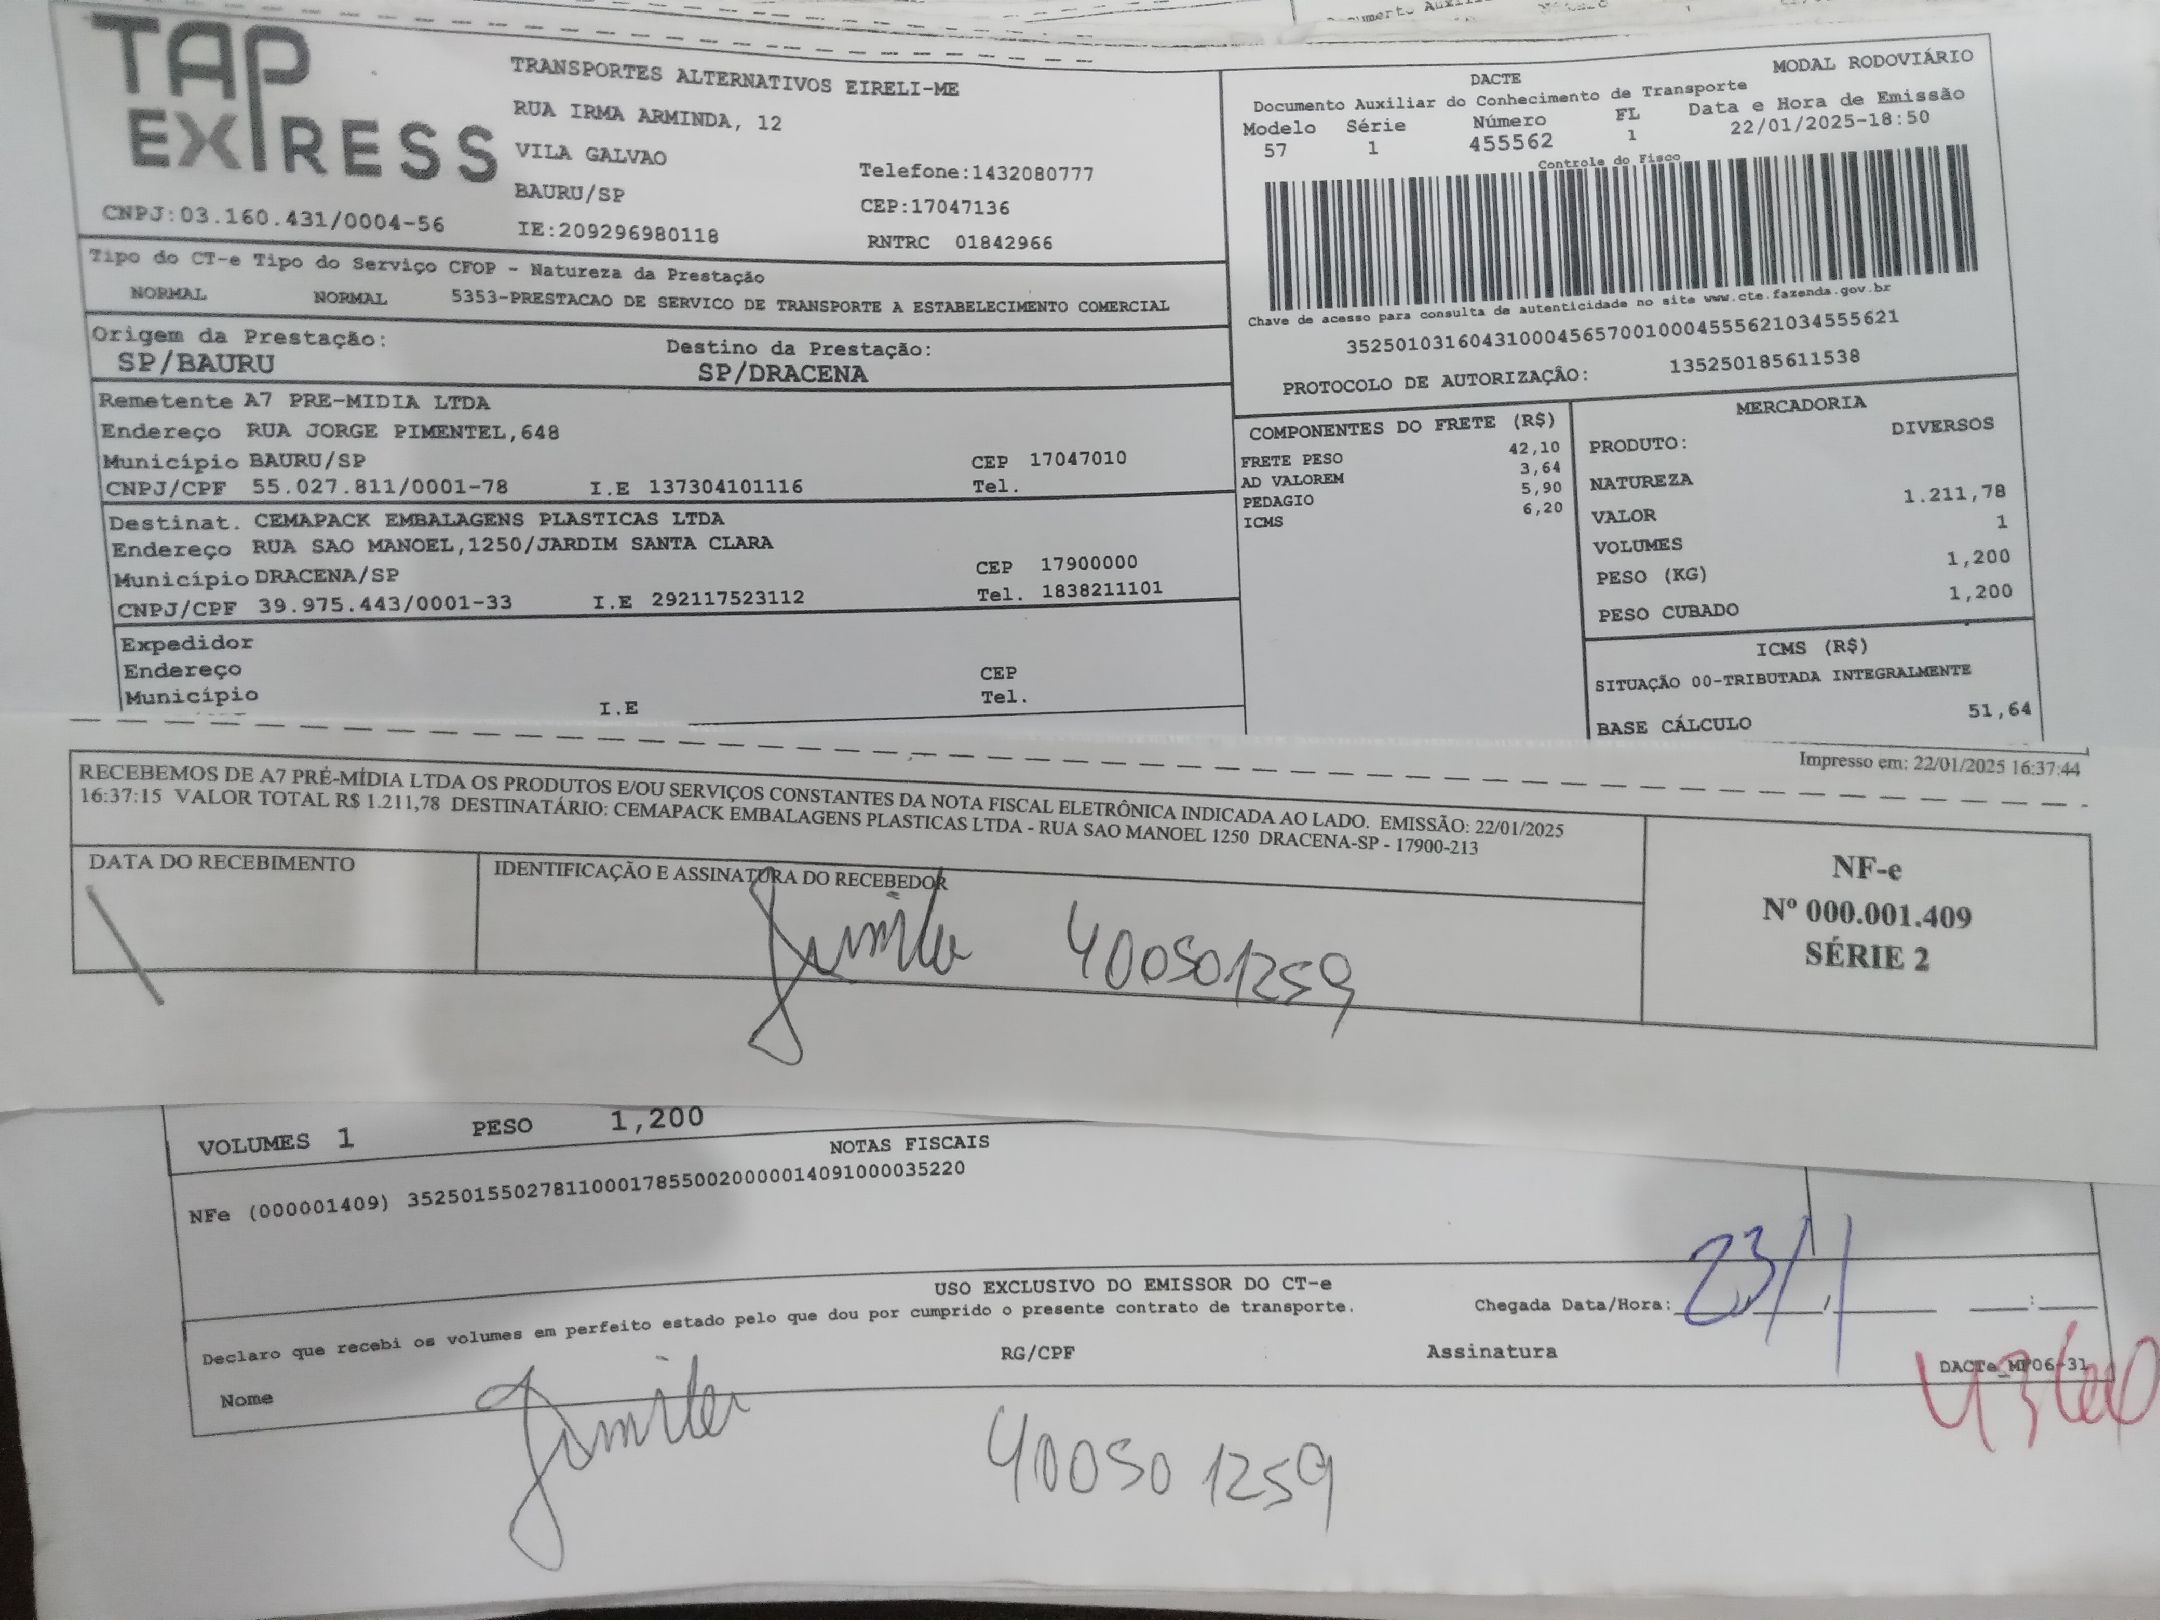 TAP
EXPRESS
CNPJ:03.160.431/0004-56
TRANSPORTES ALTERNATIVOS EIRELI-ME
RUA IRMA ARMINDA, 12
VILA GALVAO
Telefone:1432080777
BAURU/SP
CEP:17047136
IE:209296980118
RNTRC 01842966
DACTE
MODAL RODOVIÁRIO
Documento Auxiliar do Conhecimento de Transporte
Modelo Série Número FL Data e Hora de Emissão
57 1 455562 1 22/01/2025-18:50
Controle do Fisco
Chave de acesso para consulta de autenticidade no site www.cte.fazenda.gov.br
35250103160431000456570010004555621034555621
PROTOCOLO DE AUTORIZAÇÃO: 135250185611538
Tipo do CT-e Tipo do Serviço CFOP - Natureza da Prestação
NORMAL NORMAL 5353-PRESTACAO DE SERVICO DE TRANSPORTE A ESTABELECIMENTO COMERCIAL
Origem da Prestação: Destino da Prestação:
SP/BAURU SP/DRACENA
Remetente A7 PRE-MIDIA LTDA
Endereço RUA JORGE PIMENTEL,648
Município BAURU/SP CEP 17047010
CNPJ/CPF 55.027.811/0001-78 I.E 137304101116 Tel.
Destinat. CEMAPACK EMBALAGENS PLASTICAS LTDA
Endereço RUA SAO MANOEL,1250/JARDIM SANTA CLARA
Município DRACENA/SP CEP 17900000
CNPJ/CPF 39.975.443/0001-33 I.E 292117523112 Tel. 1838211101
Expedidor
Endereço CEP
Município Tel.
I.E
COMPONENTES DO FRETE (R$)
FRETE PESO 42,10
AD VALOREM 3,64
PEDAGIO 5,90
ICMS 6,20
MERCADORIA
PRODUTO: DIVERSOS
NATUREZA
VALOR 1.211,78
VOLUMES 1
PESO (KG) 1,200
PESO CUBADO 1,200
ICMS (R$)
SITUAÇÃO 00-TRIBUTADA INTEGRALMENTE
BASE CÁLCULO 51,64
Impresso em: 22/01/2025 16:37:44
RECEBEMOS DE A7 PRÉ-MÍDIA LTDA OS PRODUTOS E/OU SERVIÇOS CONSTANTES DA NOTA FISCAL ELETRÔNICA INDICADA AO LADO. EMISSÃO: 22/01/2025
16:37:15 VALOR TOTAL R$ 1.211,78 DESTINATÁRIO: CEMAPACK EMBALAGENS PLASTICAS LTDA - RUA SAO MANOEL 1250 DRACENA-SP - 17900-213
DATA DO RECEBIMENTO
IDENTIFICAÇÃO E ASSINATURA DO RECEBEDOR
400501259
NF-e
Nº 000.001.409
SÉRIE 2
VOLUMES 1 PESO 1,200
NOTAS FISCAIS
NFe (000001409) 35250155027811000178550020000014091000035220
USO EXCLUSIVO DO EMISSOR DO CT-e
Declaro que recebi os volumes em perfeito estado pelo que dou por cumprido o presente contrato de transporte.
Chegada Data/Hora: 23/1
Nome RG/CPF Assinatura
DACTe MP06-31
400501259